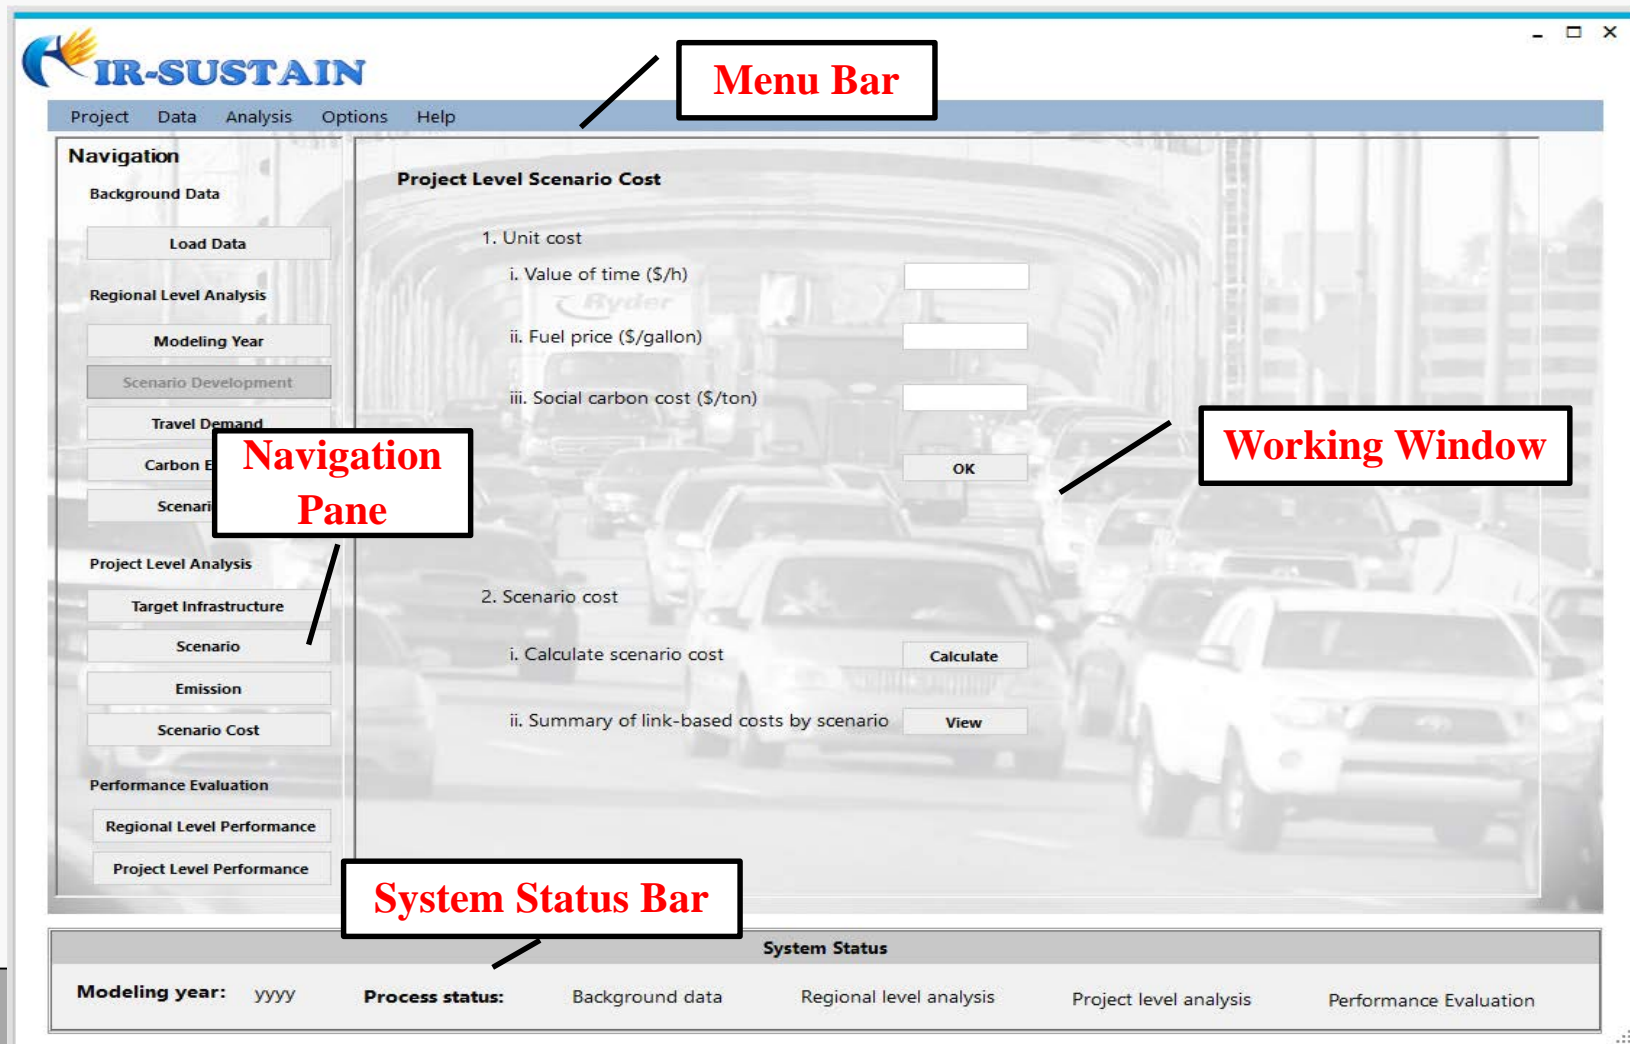 IR-SUSTAIN
Menu Bar
Project Data Analysis Options Help
Navigation
Background Data
Load Data
Regional Level Analysis
Modeling Year
Scenario Development
Travel Demand
Carbon E
Scenari
Navigation
Pane
Project Level Analysis
Target Infrastructure
Scenario
Emission
Scenario Cost
Performance Evaluation
Regional Level Performance
Project Level Performance
Project Level Scenario Cost
1. Unit cost
i. Value of time ($/h)
Ryder
ii. Fuel price ($/gallon)
iii. Social carbon cost ($/ton)
OK
Working Window
2. Scenario cost
i. Calculate scenario cost Calculate
ii. Summary of link-based costs by scenario View
System Status Bar
System Status
Modeling year: yyyy Process status: Background data Regional level analysis Project level analysis Performance Evaluation